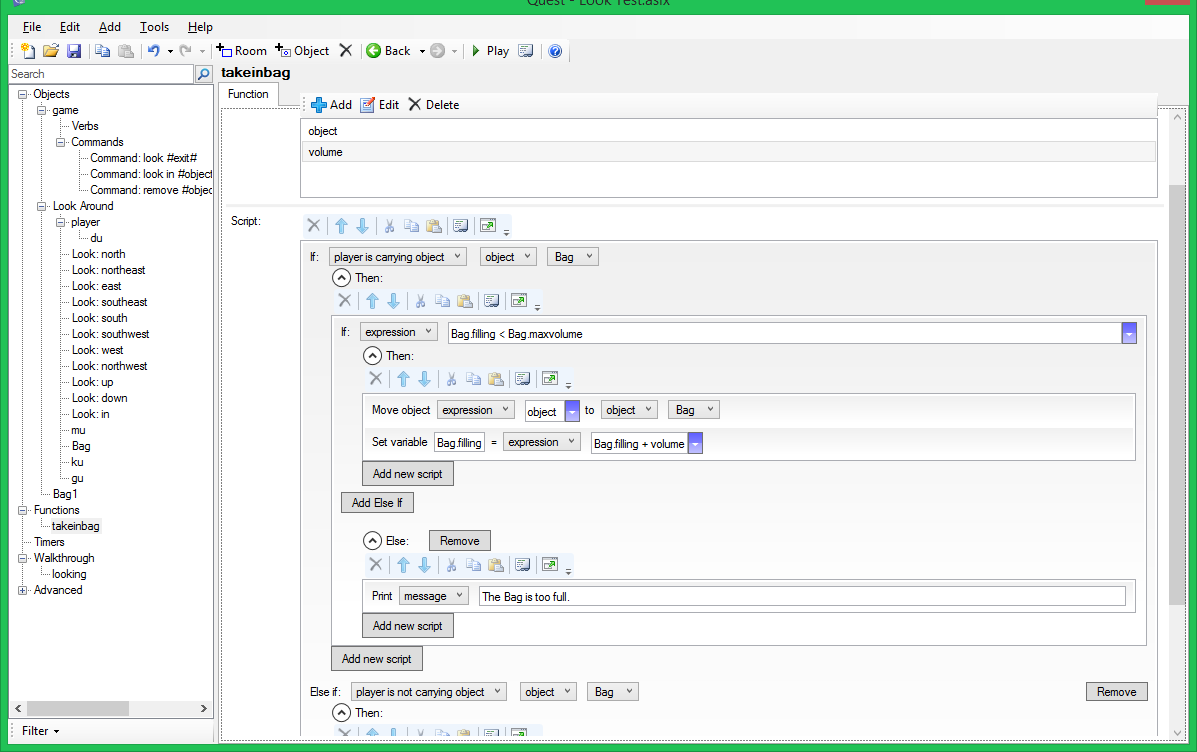 Quest - Look Test.aslx
File Edit Add Tools Help
Room Object Back Play
Search
takeinbag
Function
Add Edit Delete
object
volume
Objects
game
Verbs
Commands
Command: look #exit#
Command: look in #object
Command: remove #objec
Look Around
player
du
Look: north
Look: northeast
Look: east
Look: southeast
Look: south
Look: southwest
Look: west
Look: northwest
Look: up
Look: down
Look: in
mu
Bag
ku
gu
Bag1
Functions
takeinbag
Timers
Walkthrough
looking
Advanced
Filter
Script:
If: player is carrying object object Bag
Then:
If: expression Bag.filling < Bag.maxvolume
Then:
Move object expression object to object Bag
Set variable Bag.filling = expression Bag.filling + volume
Add new script
Add Else If
Else: Remove
Print message The Bag is too full.
Add new script
Add new script
Else if: player is not carrying object object Bag Remove
Then: